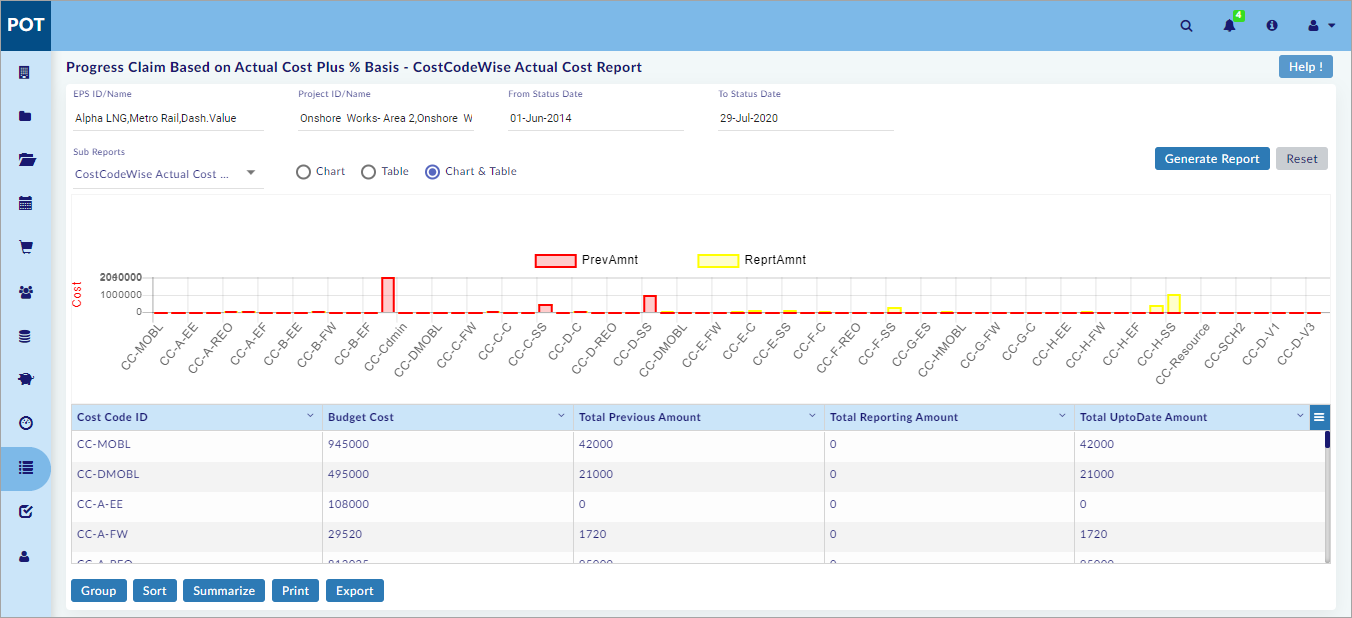 POT
4
Progress Claim Based on Actual Cost Plus % Basis - CostCodeWise Actual Cost Report
Help !
EPS ID/Name
Project ID/Name
From Status Date
To Status Date
Alpha LNG,Metro Rail,Dash.Value
Onshore Works- Area 2,Onshore W
01-Jun-2014
29-Jul-2020
Sub Reports
CostCodeWise Actual Cost ...
Chart
Table
Chart & Table
Generate Report
Reset
PrevAmnt
ReprtAmnt
Cost
1000000
0
CC-MOBL
CC-A-EE
CC-A-REO
CC-A-EF
CC-B-EE
CC-B-FW
CC-B-EF
CC-Cdmin
CC-DMOBL
CC-C-FW
CC-C-C
CC-C-SS
CC-D-C
CC-D-REO
CC-D-SS
CC-DMOBL
CC-E-FW
CC-E-C
CC-E-SS
CC-F-C
CC-F-REO
CC-F-SS
CC-G-ES
CC-HMOBL
CC-G-FW
CC-G-C
CC-H-EE
CC-H-FW
CC-H-EF
CC-H-SS
CC-Resource
CC-SCH2
CC-D-V1
CC-D-V3
Cost Code ID
Budget Cost
Total Previous Amount
Total Reporting Amount
Total UptoDate Amount
CC-MOBL
945000
42000
0
42000
CC-DMOBL
495000
21000
0
21000
CC-A-EE
108000
0
0
0
CC-A-FW
29520
1720
0
1720
Group
Sort
Summarize
Print
Export